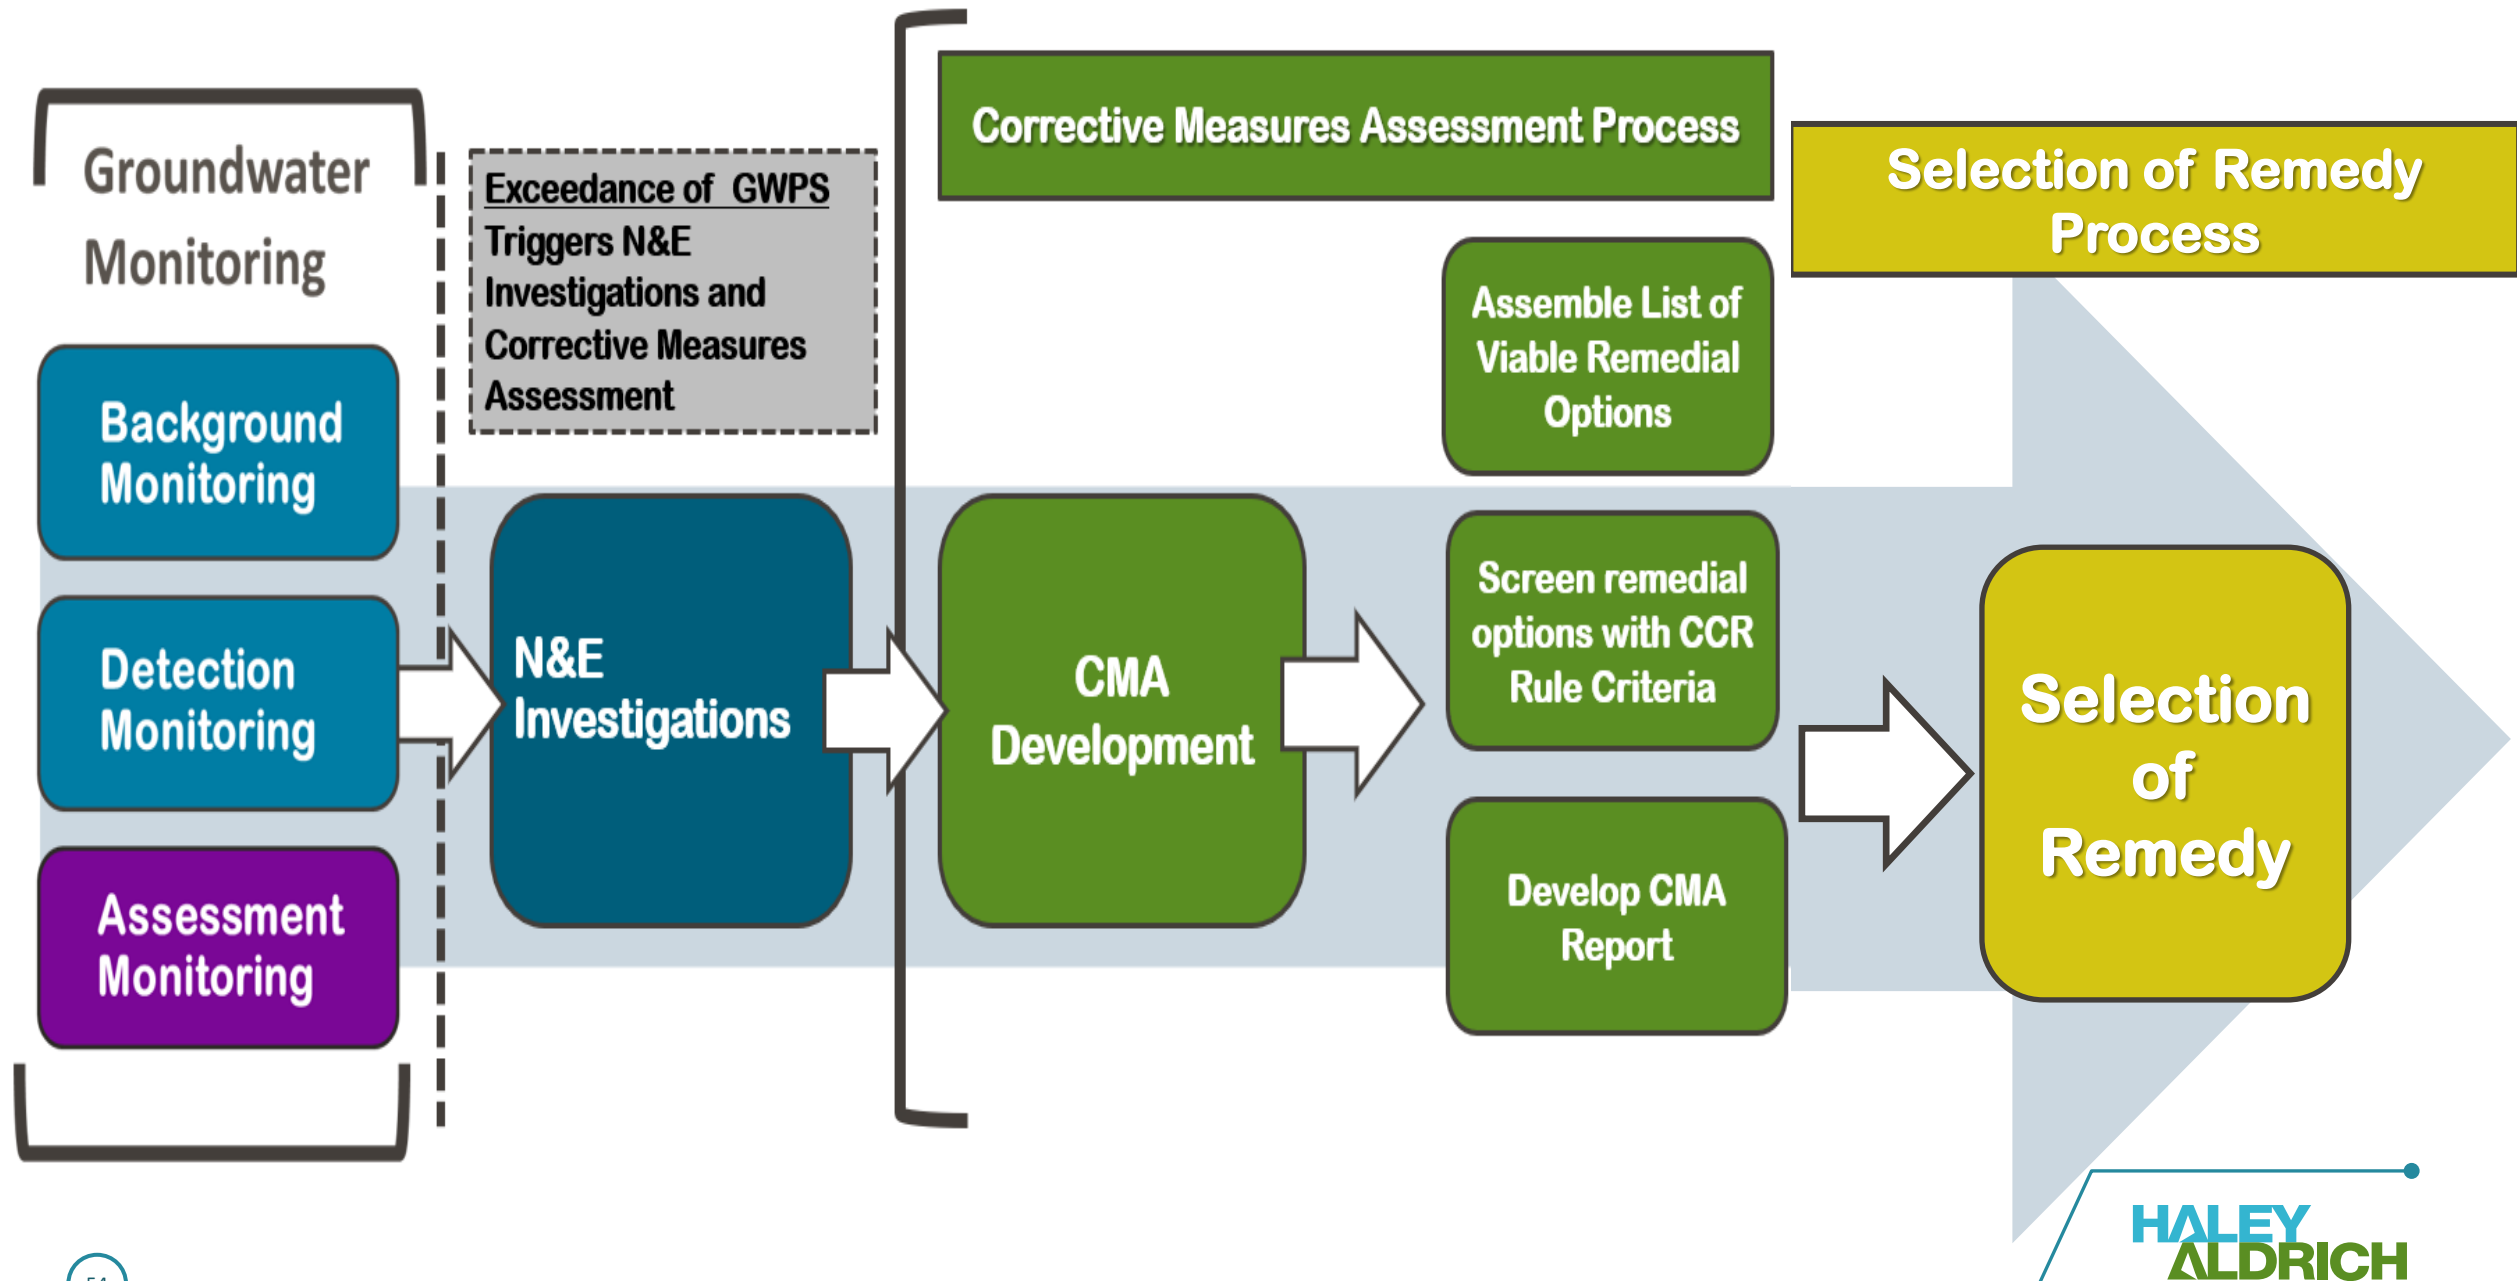 Groundwater
Monitoring
Background
Monitoring
Detection
Monitoring
Assessment
Monitoring
Exceedance of GWPS
Triggers N&E
Investigations and
Corrective Measures
Assessment
N&E
Investigations
Corrective Measures Assessment Process
CMA
Development
Assemble List of
Viable Remedial
Options
Screen remedial
options with CCR
Rule Criteria
Develop CMA
Report
Selection of Remedy
Process
Selection
of
Remedy
HALEY
ALDRICH